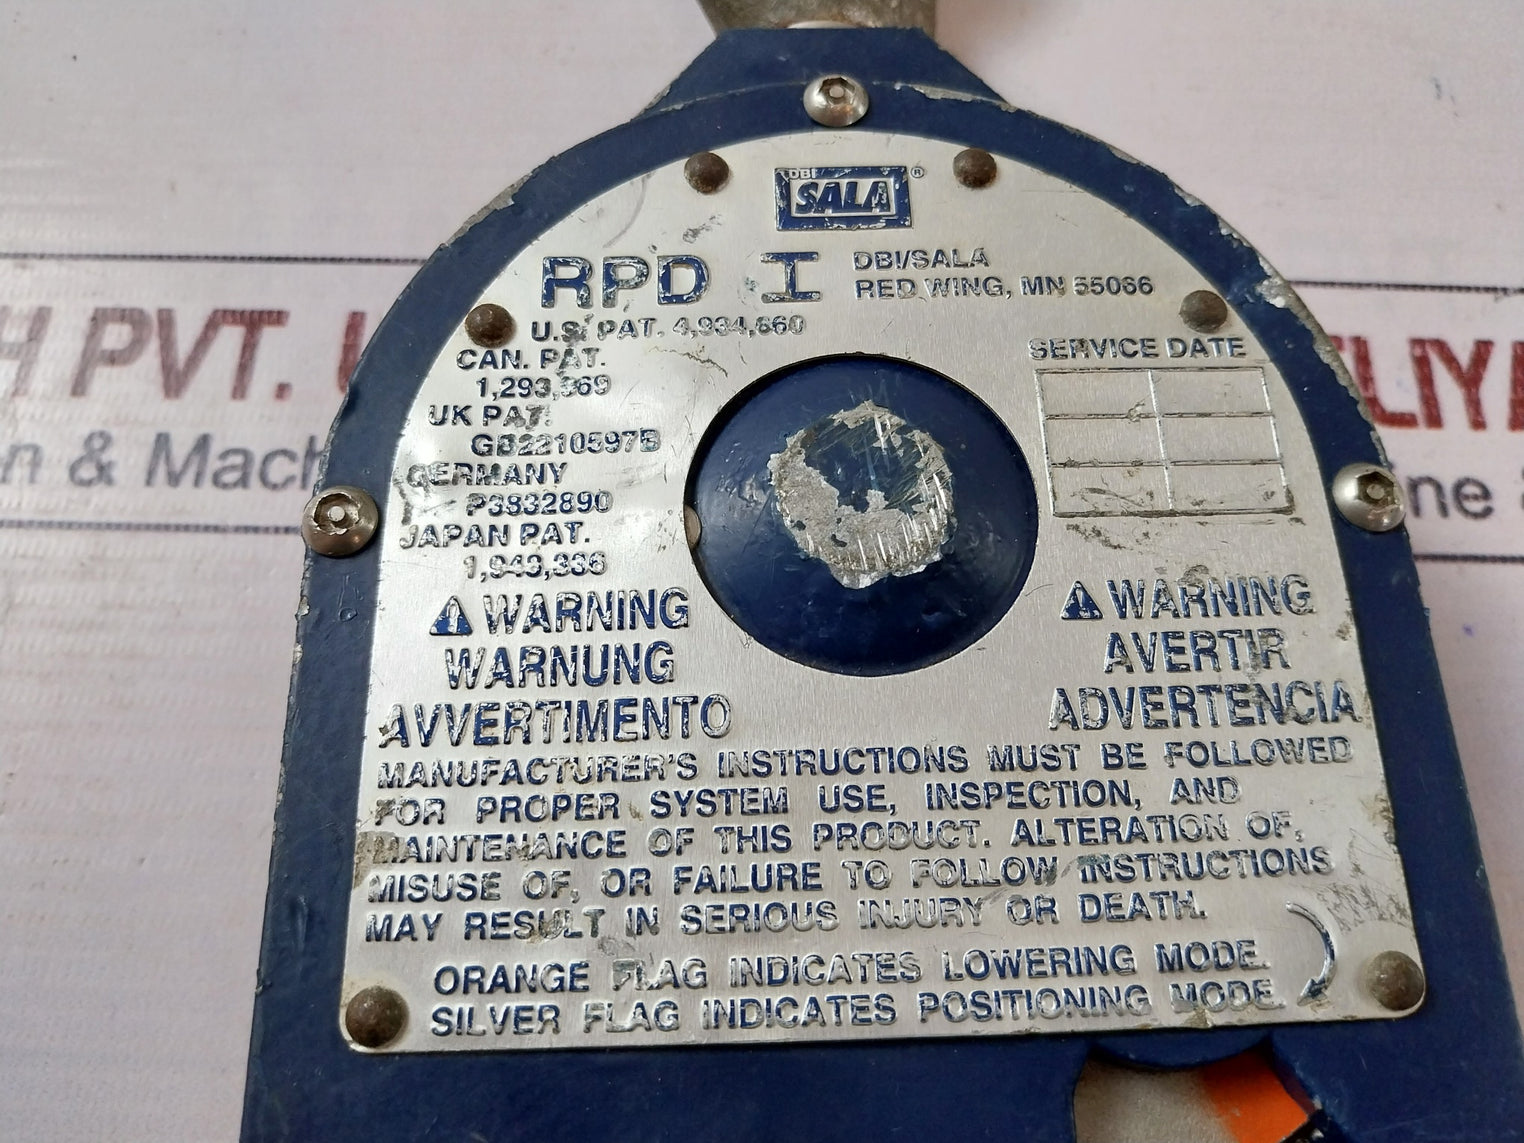 DBI
SALA ®
RPD I
DBI/SALA
RED WING, MN 55066
U.S. PAT. 4,934,660
CAN. PAT.
1,293,369
UK PAT.
GB2210597B
GERMANY
P3832890
JAPAN PAT.
1,943,336
SERVICE DATE
WARNING
WARNUNG
AVVERTIMENTO
WARNING
AVERTIR
ADVERTENCIA
MANUFACTURER'S INSTRUCTIONS MUST BE FOLLOWED
FOR PROPER SYSTEM USE, INSPECTION, AND
MAINTENANCE OF THIS PRODUCT. ALTERATION OF,
MISUSE OF, OR FAILURE TO FOLLOW INSTRUCTIONS
MAY RESULT IN SERIOUS INJURY OR DEATH.
ORANGE FLAG INDICATES LOWERING MODE.
SILVER FLAG INDICATES POSITIONING MODE.
H PVT.
n & Mach